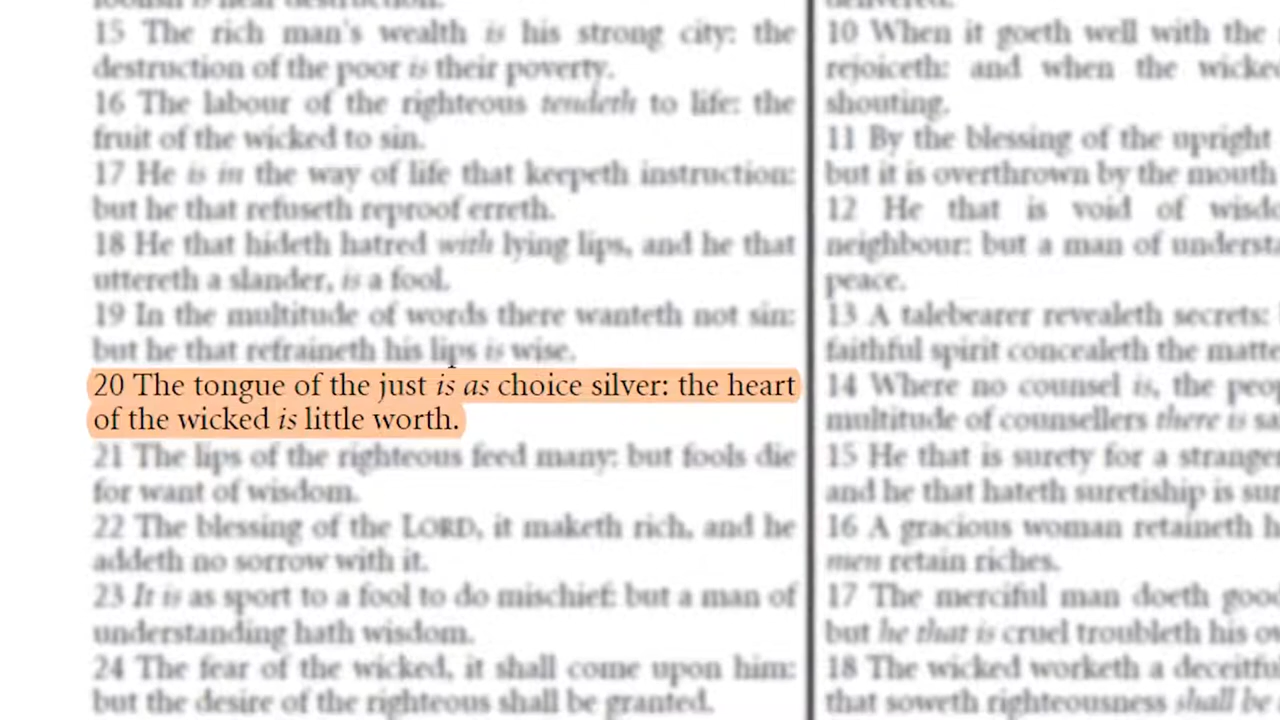 15 The rich man's wealth is his strong city: the
destruction of the poor is their poverty.
16 The labour of the righteous tendeth to life: the
fruit of the wicked to sin.
17 He is in the way of life that keepeth instruction:
but he that refuseth reproof erreth.
18 He that hideth hatred with lying lips, and he that
uttereth a slander, is a fool.
19 In the multitude of words there wanteth not sin:
but he that refraineth his lips is wise.
20 The tongue of the just is as choice silver: the heart
of the wicked is little worth.
21 The lips of the righteous feed many: but fools die
for want of wisdom.
22 The blessing of the LORD, it maketh rich, and he
addeth no sorrow with it.
23 It is as sport to a fool to do mischief: but a man of
understanding hath wisdom.
24 The fear of the wicked, it shall come upon him:
but the desire of the righteous shall be granted.
10 When it goeth well with the
rejoiceth: and when the
shouting.
11 By the blessing of the upright
but it is overthrown by the mouth
12 He that is void of
neighbour: but a man of
peace.
13 A talebearer revealeth secrets:
faithful spirit concealeth the
14 Where no counsel is, the
multitude of counsellers there is
15 He that is surety for a
and he that hateth suretiship is
16 A gracious woman retaineth
men retain riches.
17 The merciful man doeth
but he that is cruel troubleth his
18 The wicked worketh a
that soweth righteousness shall be